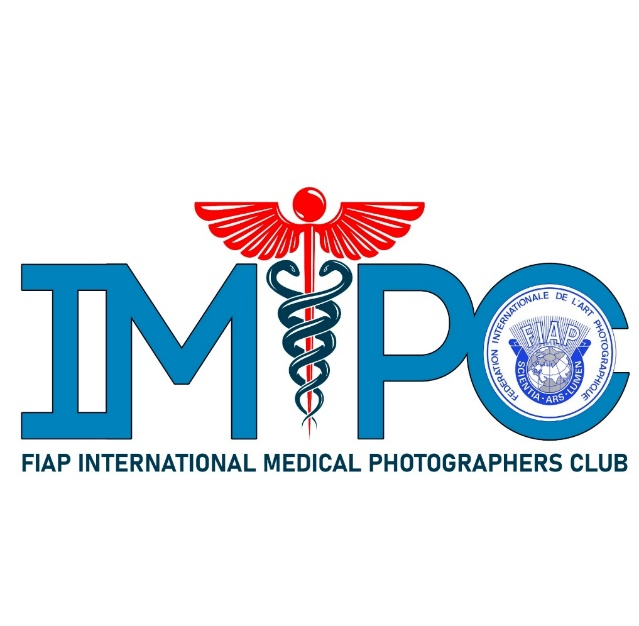 IMPC
FEDERATION INTERNATIONALE DE L'ART PHOTOGRAPHIQUE
FIAP
SCIENTIA - ARS - LUMEN
FIAP INTERNATIONAL MEDICAL PHOTOGRAPHERS CLUB